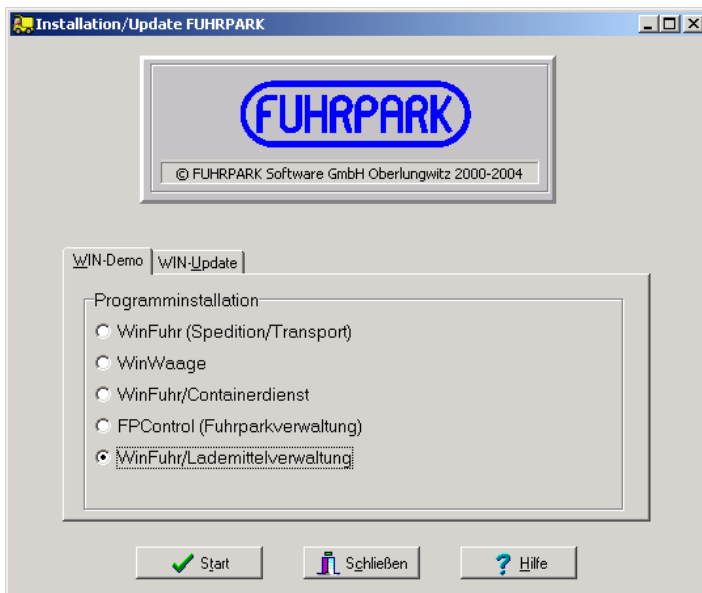 Installation/Update FUHRPARK
FUHRPARK
© FUHRPARK Software GmbH Oberlungwitz 2000-2004
WIN-Demo WIN-Update
Programminstallation
WinFuhr (Spedition/Transport)
WinWaage
WinFuhr/Containerdienst
FPControl (Fuhrparkverwaltung)
WinFuhr/Lademittelverwaltung
Start Schließen Hilfe